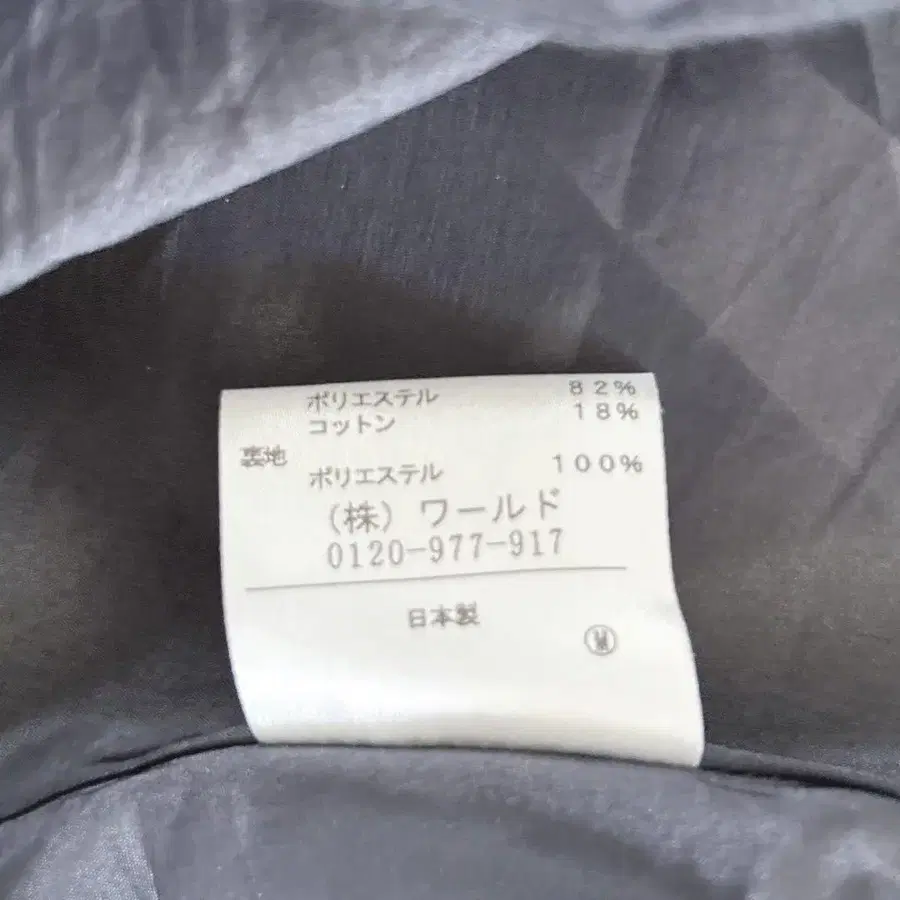 ポリエステル 82%
コットン 18%
裏地
ポリエステル 100%
(株) ワールド
0120-977-917
日本製
Ⓦ